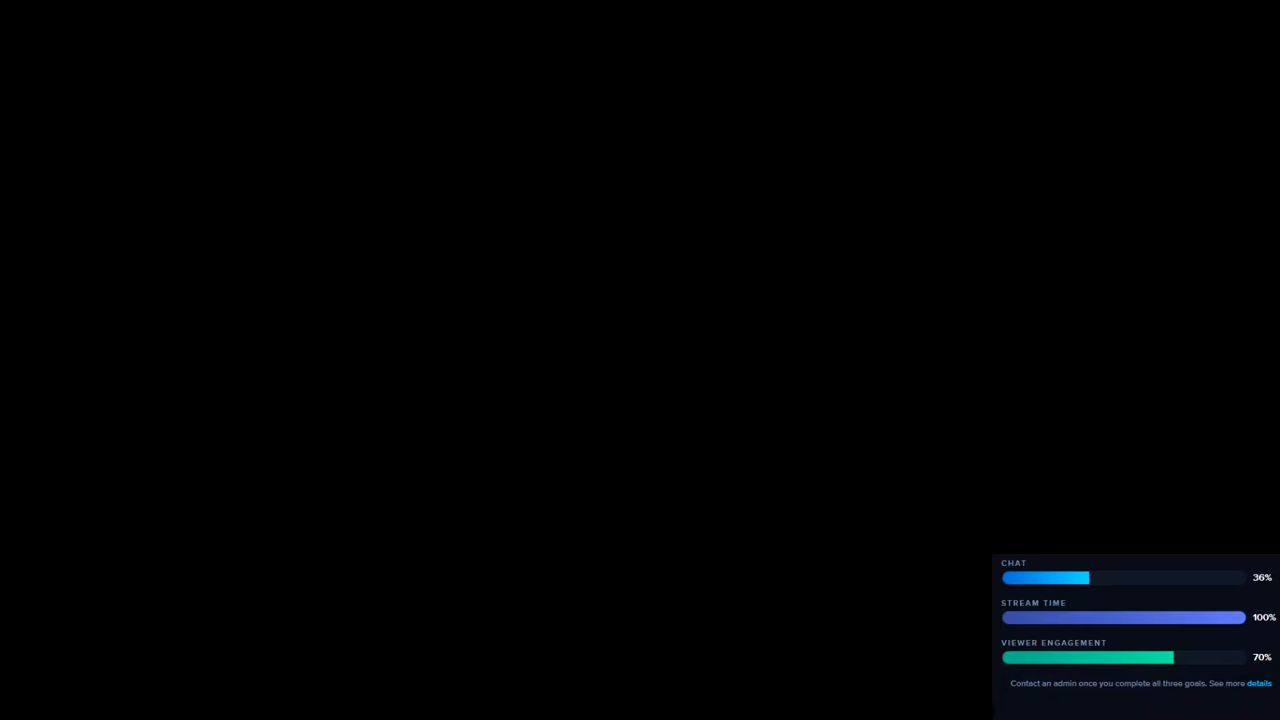 CHAT
36%
STREAM TIME
100%
VIEWER ENGAGEMENT
70%
Contact an admin once you complete all three goals. See more details